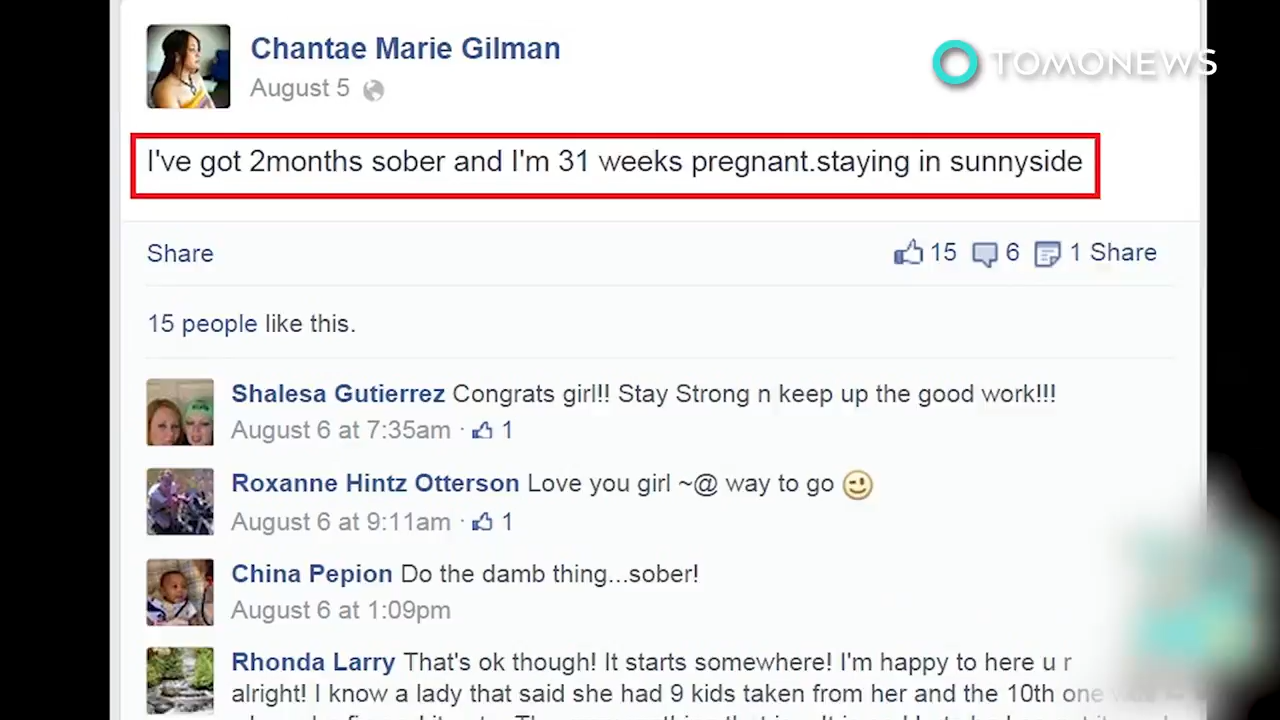 Chantae Marie Gilman
August 5
TOMONEWS
I've got 2months sober and I'm 31 weeks pregnant.staying in sunnyside
Share 15 6 1 Share
15 people like this.
Shalesa Gutierrez Congrats girl!! Stay Strong n keep up the good work!!!
August 6 at 7:35am · 1
Roxanne Hintz Otterson Love you girl ~@ way to go
August 6 at 9:11am · 1
China Pepion Do the damb thing...sober!
August 6 at 1:09pm
Rhonda Larry That's ok though! It starts somewhere! I'm happy to here u r
alright! I know a lady that said she had 9 kids taken from her and the 10th one